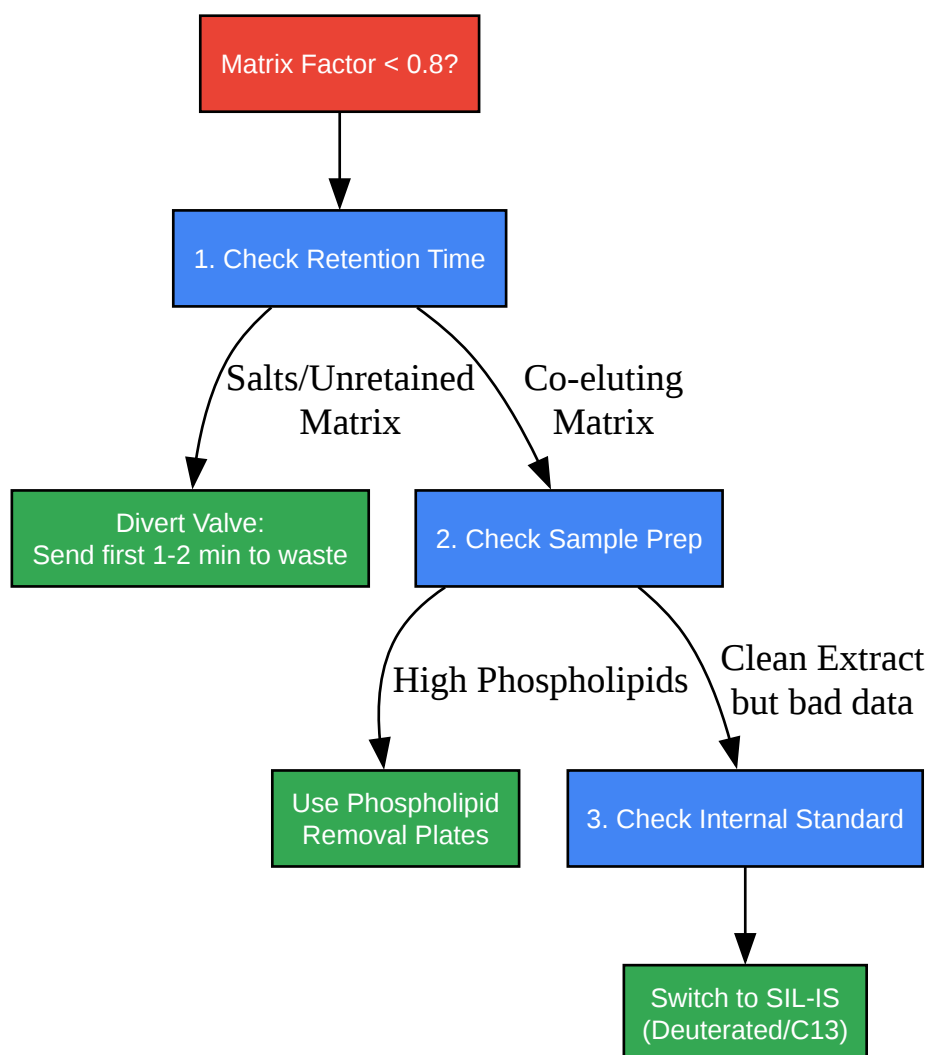 Matrix Factor < 0.8?
1. Check Retention Time
Salts/Unretained
Matrix
Co-eluting
Matrix
Divert Valve:
Send first 1-2 min to waste
2. Check Sample Prep
High Phospholipids
Clean Extract
but bad data
Use Phospholipid
Removal Plates
3. Check Internal Standard
Switch to SIL-IS
(Deuterated/C13)